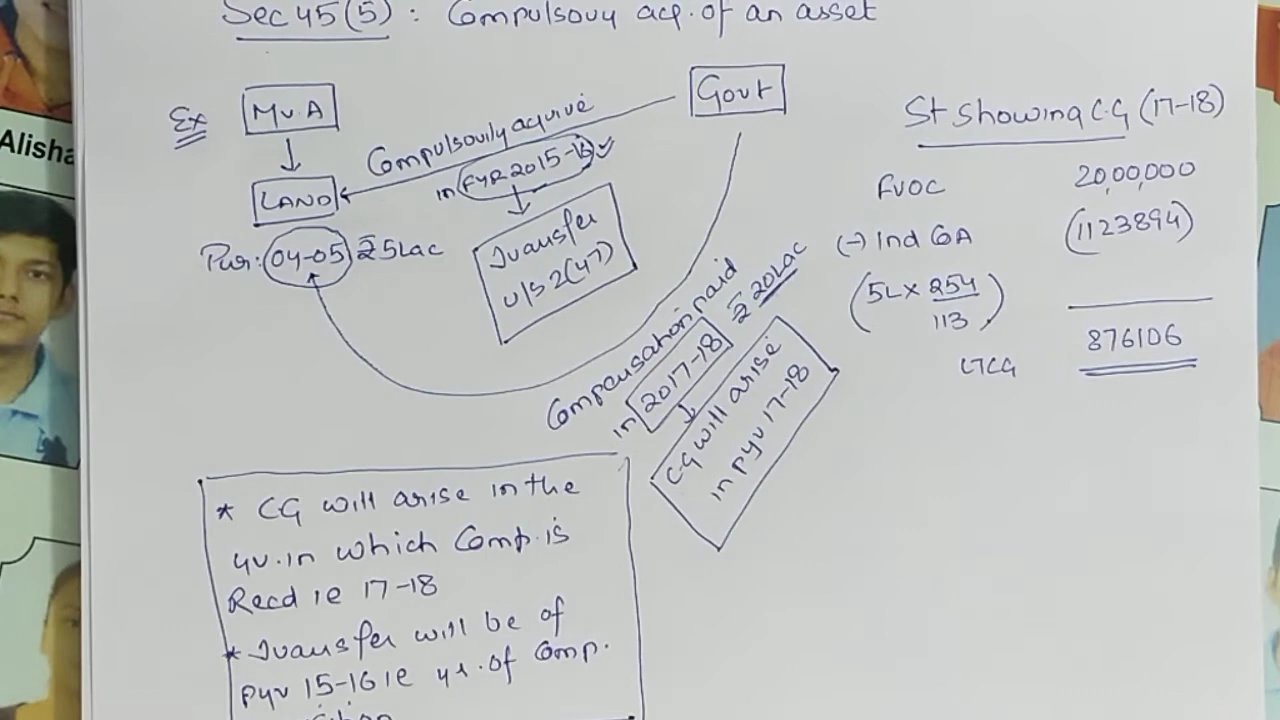 Sec 45(5) : Compulsory acq. of an asset
Alisha
Ex
Mr. A
LAND
Pur: 04-05 ₹ 5Lac
Compulsorily acquire
in FYR 2015-16
Transfer
u/s 2(47)
Govt
Compensation paid
in 2017-18 ₹ 20Lac
CG will arise
in pyr 17-18
St Showing C.G (17-18)
FVOC 20,00,000
(-) Ind COA (1123894)
(5L x 254/113)
LTCG 876106
* CG will arise in the
yr. in which Comp. is
Recd ie 17-18
* Transfer will be of
pyr 15-16 ie yr. of Comp.